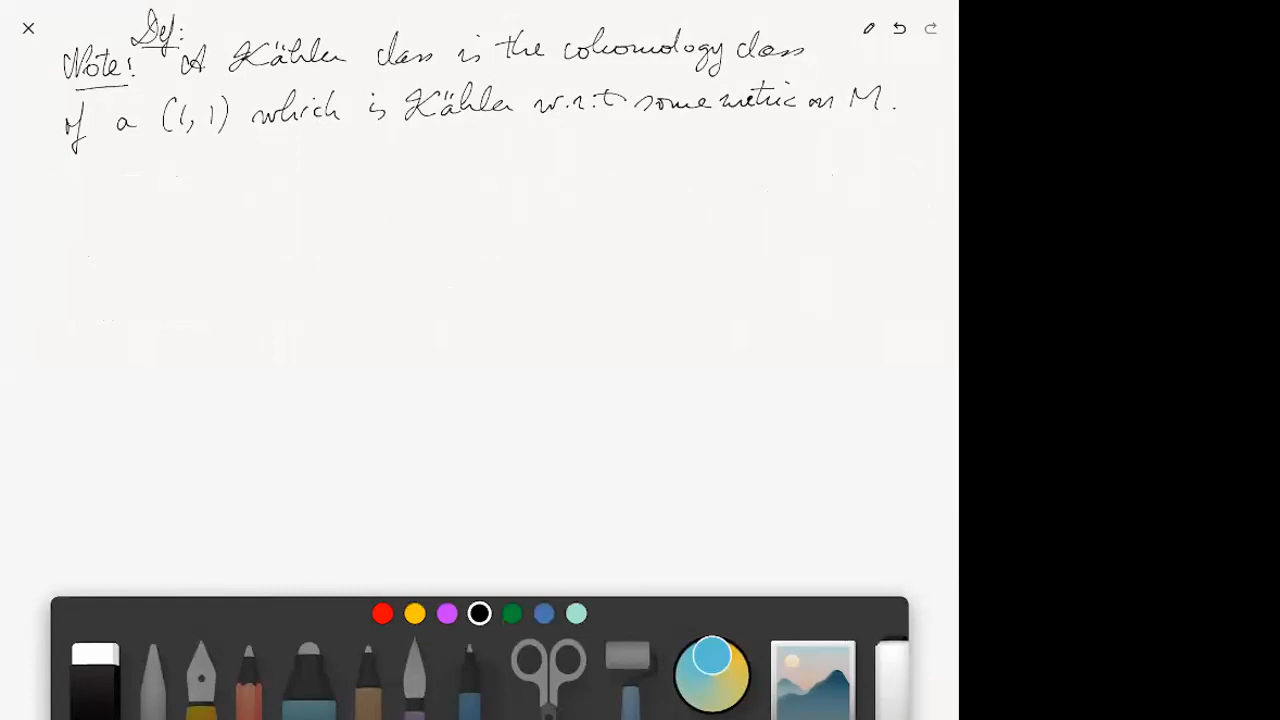 Def:
Note! A Kähler class is the cohomology class
of a (1,1) which is Kähler w.r.t some metric on M.